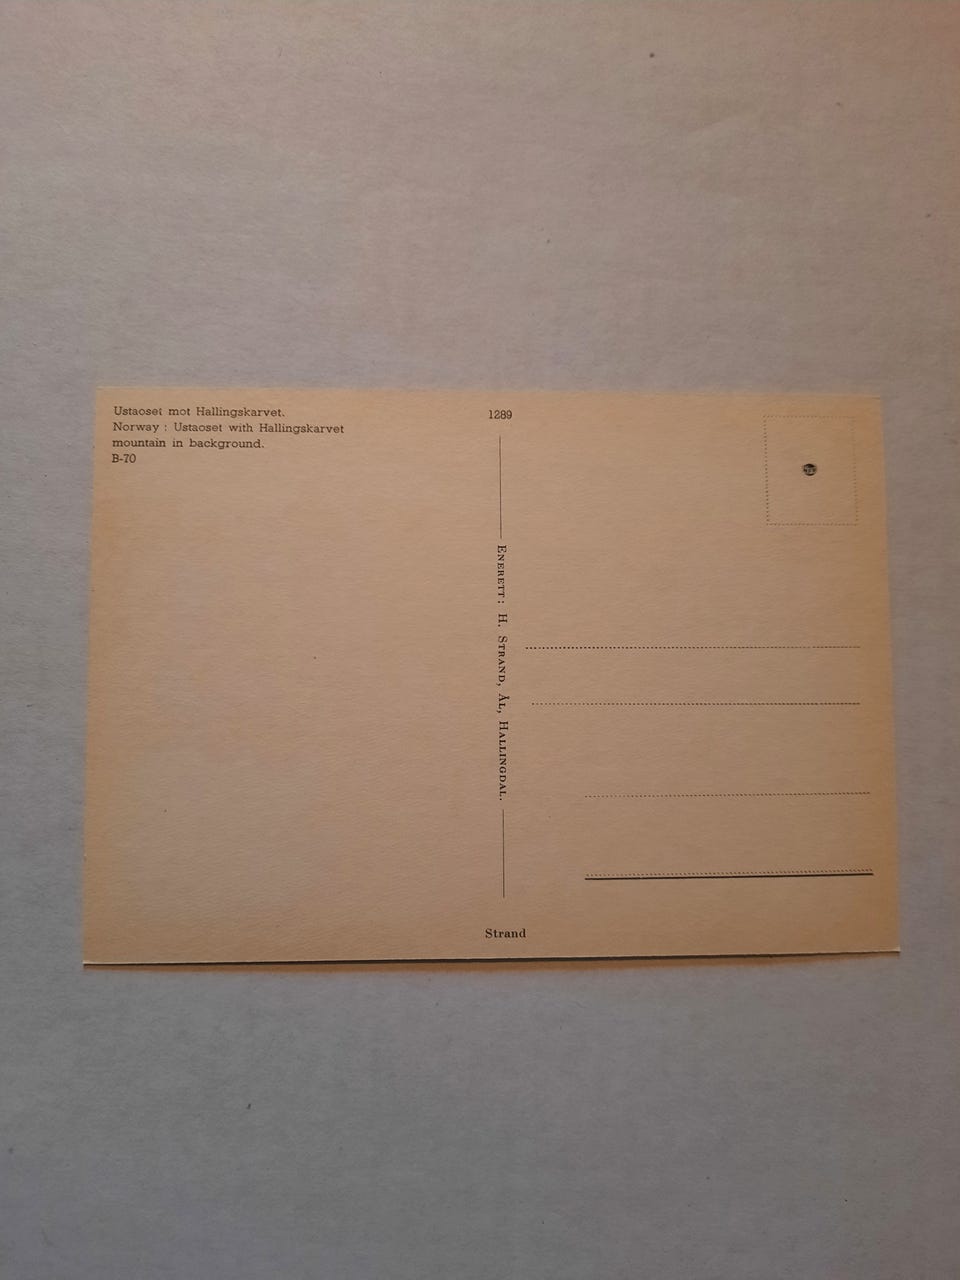 Ustaoset mot Hallingskarvet.
Norway : Ustaoset with Hallingskarvet
mountain in background.
B-70
1289
ENERETT: H. STRAND, ÅL, HALLINGDAL.
Strand